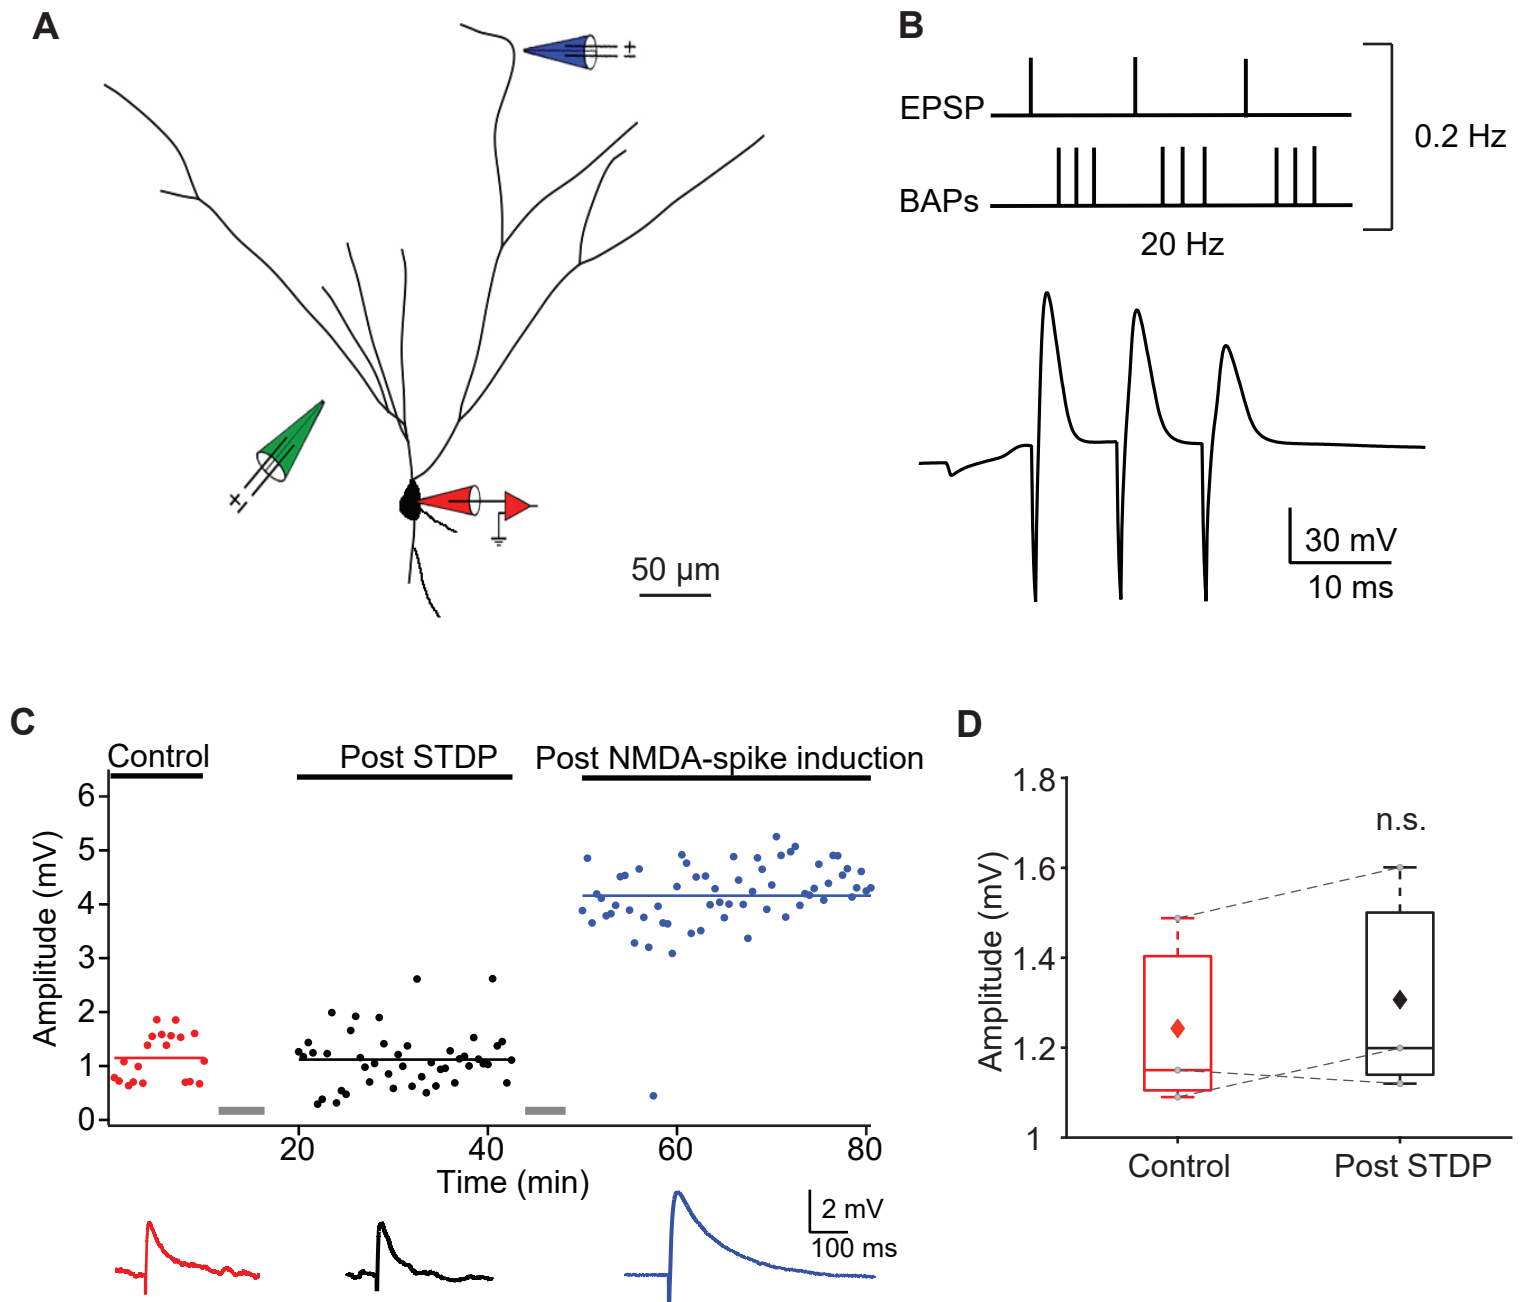 A
±
±
50 µm
B
EPSP
BAPs
0.2 Hz
20 Hz
30 mV
10 ms
C
Control
Post STDP
Post NMDA-spike induction
Amplitude (mV)
6
5
4
3
2
1
0
20
40
60
80
Time (min)
2 mV
100 ms
D
n.s.
Amplitude (mV)
1.8
1.6
1.4
1.2
1
Control
Post STDP